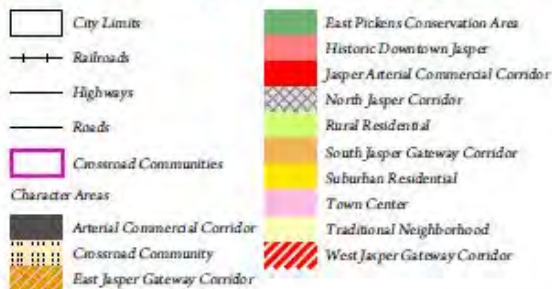 City Limits
Railroads
Highways
Roads
Crossroad Communities
Character Areas
Arterial Commercial Corridor
Crossroad Community
East Jasper Gateway Corridor
East Pickens Conservation Area
Historic Downtown Jasper
Jasper Arterial Commercial Corridor
North Jasper Corridor
Rural Residential
South Jasper Gateway Corridor
Suburban Residential
Town Center
Traditional Neighborhood
West Jasper Gateway Corridor